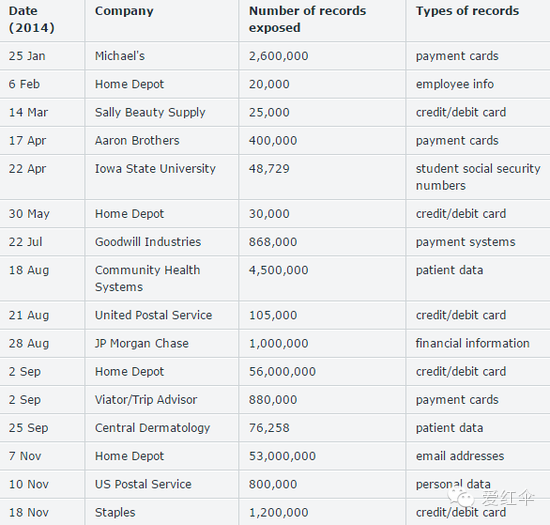 Date (2014) Company Number of records exposed Types of records
25 Jan Michael's 2,600,000 payment cards
6 Feb Home Depot 20,000 employee info
14 Mar Sally Beauty Supply 25,000 credit/debit card
17 Apr Aaron Brothers 400,000 payment cards
22 Apr Iowa State University 48,729 student social security numbers
30 May Home Depot 30,000 credit/debit card
22 Jul Goodwill Industries 868,000 payment systems
18 Aug Community Health Systems 4,500,000 patient data
21 Aug United Postal Service 105,000 credit/debit card
28 Aug JP Morgan Chase 1,000,000 financial information
2 Sep Home Depot 56,000,000 credit/debit card
2 Sep Viator/Trip Advisor 880,000 payment cards
25 Sep Central Dermatology 76,258 patient data
7 Nov Home Depot 53,000,000 email addresses
10 Nov US Postal Service 800,000 personal data
18 Nov Staples 1,200,000 credit/debit card
爱红伞